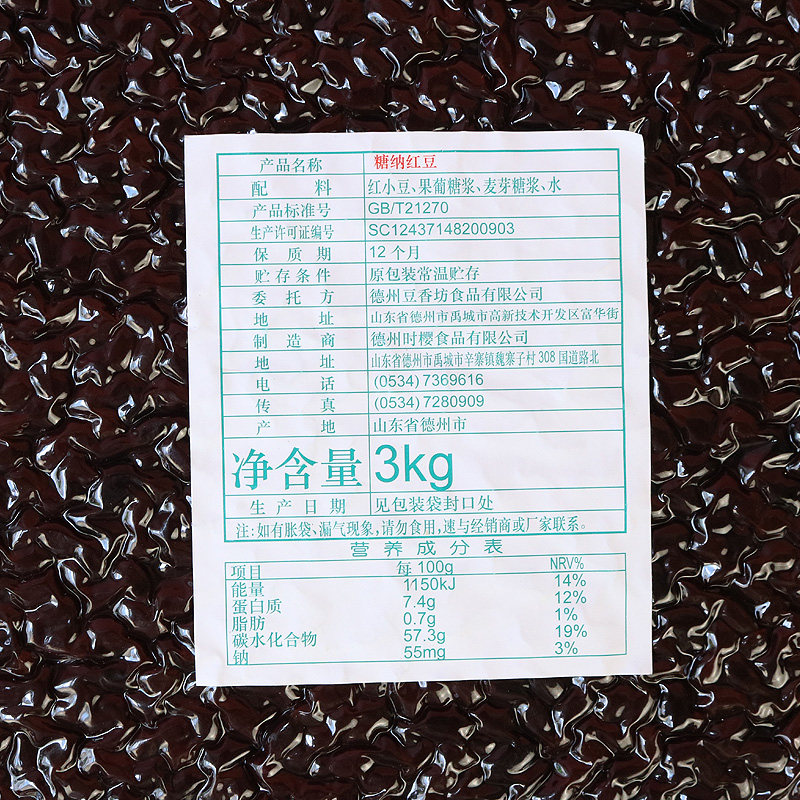 产品名称 糖纳红豆
配料 红小豆、果葡糖浆、麦芽糖浆、水
产品标准号 GB/T21270
生产许可证编号 SC12437148200903
保质期 12个月
贮存条件 原包装常温贮存
委托方 德州豆香坊食品有限公司
地址 山东省德州市禹城市高新技术开发区富华街
制造商 德州时樱食品有限公司
地址 山东省德州市禹城市辛寨镇魏寨子村308国道路北
电话 (0534)7369616
传真 (0534)7280909
产地 山东省德州市
净含量 3kg
生产日期 见包装袋封口处
注:如有胀袋、漏气现象,请勿食用,速与经销商或厂家联系。
营养成分表
项目 每100g NRV%
能量 1150kJ 14%
蛋白质 7.4g 12%
脂肪 0.7g 1%
碳水化合物 57.3g 19%
钠 55mg 3%